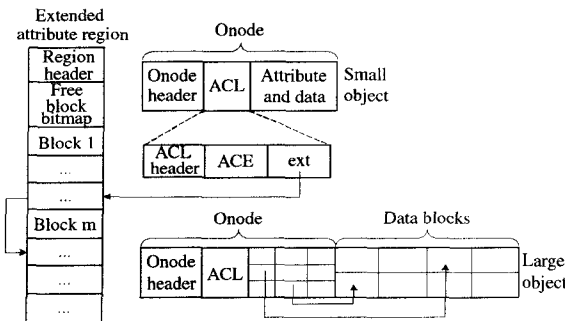 Extended
attribute region
Region
header
Free
block
bitmap
Block 1
...
...
Block m
...
...
...
Onode
Onode
header
ACL
Attribute
and data
Small
object
ACL
header
ACE
ext
Onode
Data blocks
Onode
header
ACL
Large
object